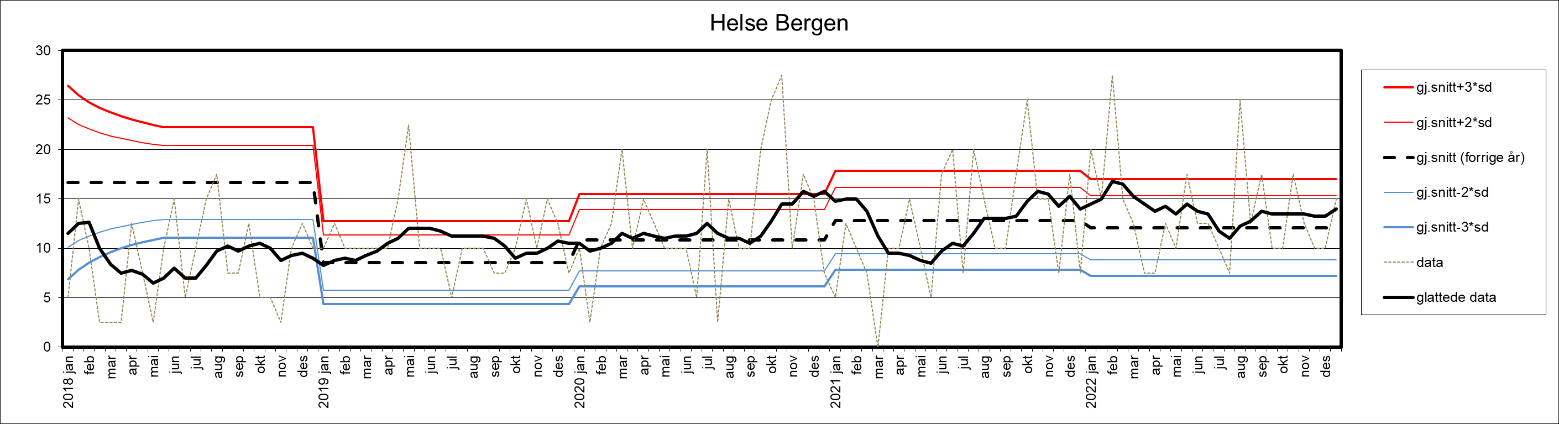 Helse Bergen
30
25
20
15
10
5
0
2018 jan feb mar apr mai jun jul aug sep okt nov des 2019 jan feb mar apr mai jun jul aug sep okt nov des 2020 jan feb mar apr mai jun jul aug sep okt nov des 2021 jan feb mar apr mai jun jul aug sep okt nov des 2022 jan feb mar apr mai jun jul aug sep okt nov des
gj.snitt+3*sd
gj.snitt+2*sd
gj.snitt (forrige år)
gj.snitt-2*sd
gj.snitt-3*sd
data
glattede data